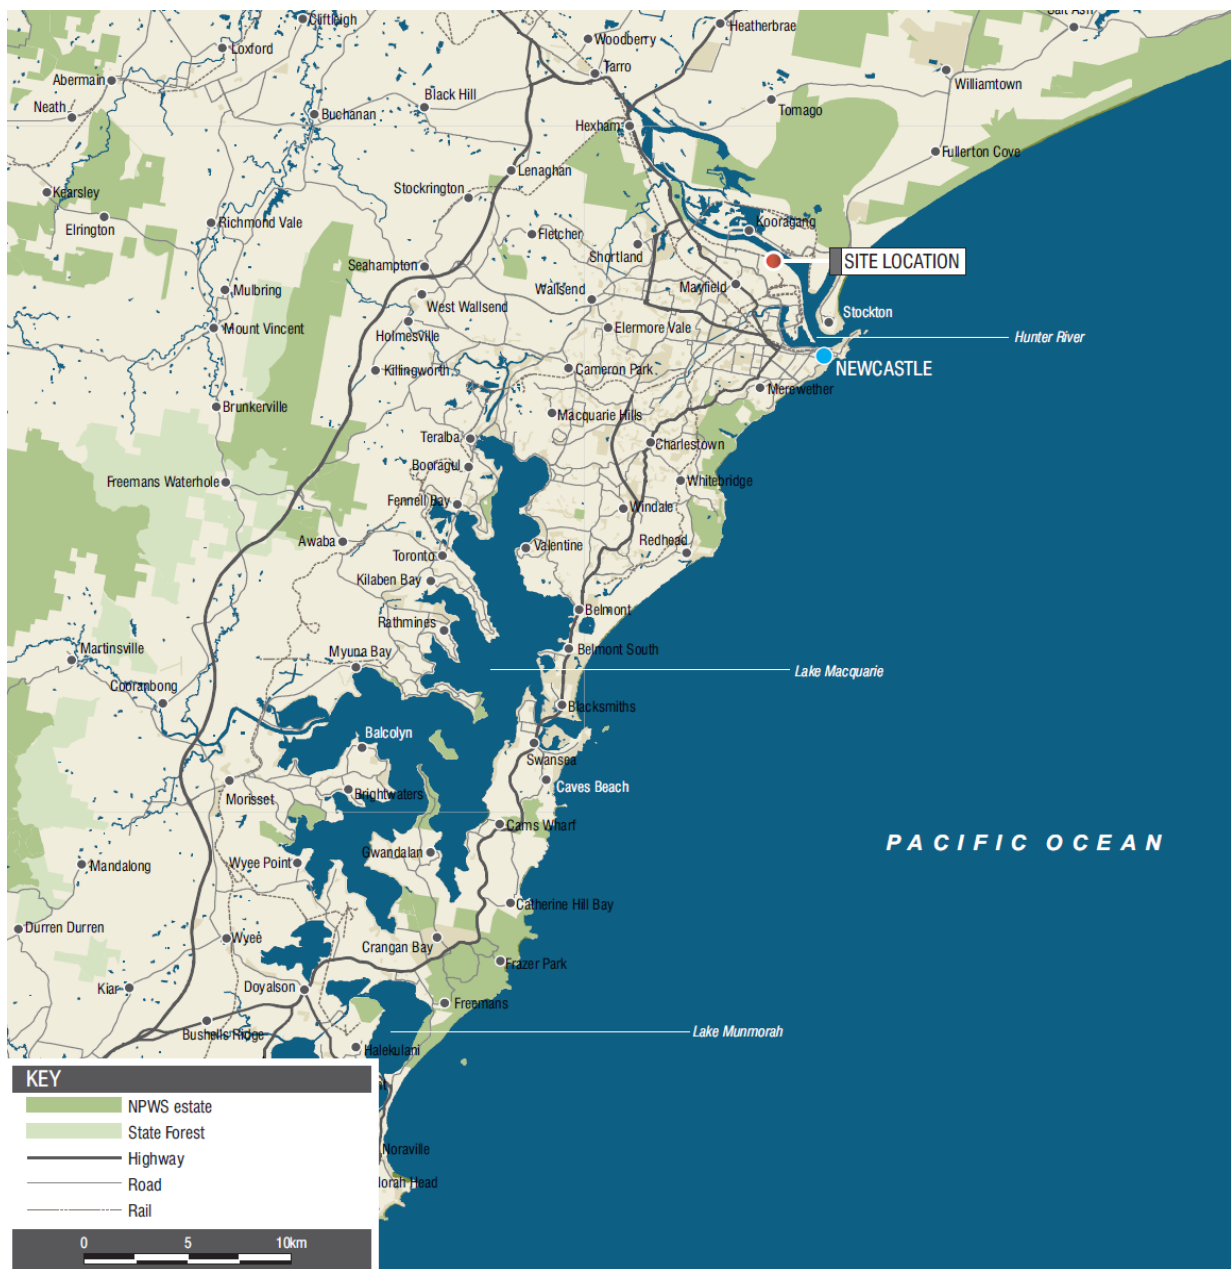 Cliftleigh
Salt Ash
Heatherbrae
Woodberry
Loxford
Tarro
Abermain
Williamtown
Neath
Black Hill
Tomago
Buchanan
Hexham
Fullerton Cove
Lenaghan
Kearsley
Stockrington
Elrington
Richmond Vale
Kooragang
Fletcher
Shortland
SITE LOCATION
Seahampton
Mulbring
Wallsend
Mayfield
West Wallsend
Stockton
Mount Vincent
Holmesville
Elermore Vale
Hunter River
Killingworth
Cameron Park
NEWCASTLE
Merewether
Brunkerville
Macquarie Hills
Teralba
Charlestown
Booragul
Freemans Waterhole
Whitebridge
Fennell Bay
Windale
Awaba
Valentine
Redhead
Toronto
Kilaben Bay
Belmont
Rathmines
Martinsville
Myuna Bay
Belmont South
Lake Macquarie
Cooranbong
Blacksmiths
Balcolyn
Swansea
Caves Beach
Morisset
Brightwaters
Cams Wharf
PACIFIC OCEAN
Mandalong
Wyee Point
Gwandalan
Catherine Hill Bay
Durren Durren
Wyee
Crangan Bay
Frazer Park
Kiar
Doyalson
Freemans
Bushells Ridge
Lake Munmorah
Halekulani
KEY
NPWS estate
State Forest
Highway
Noraville
Road
orah Head
Rail
0 5 10km